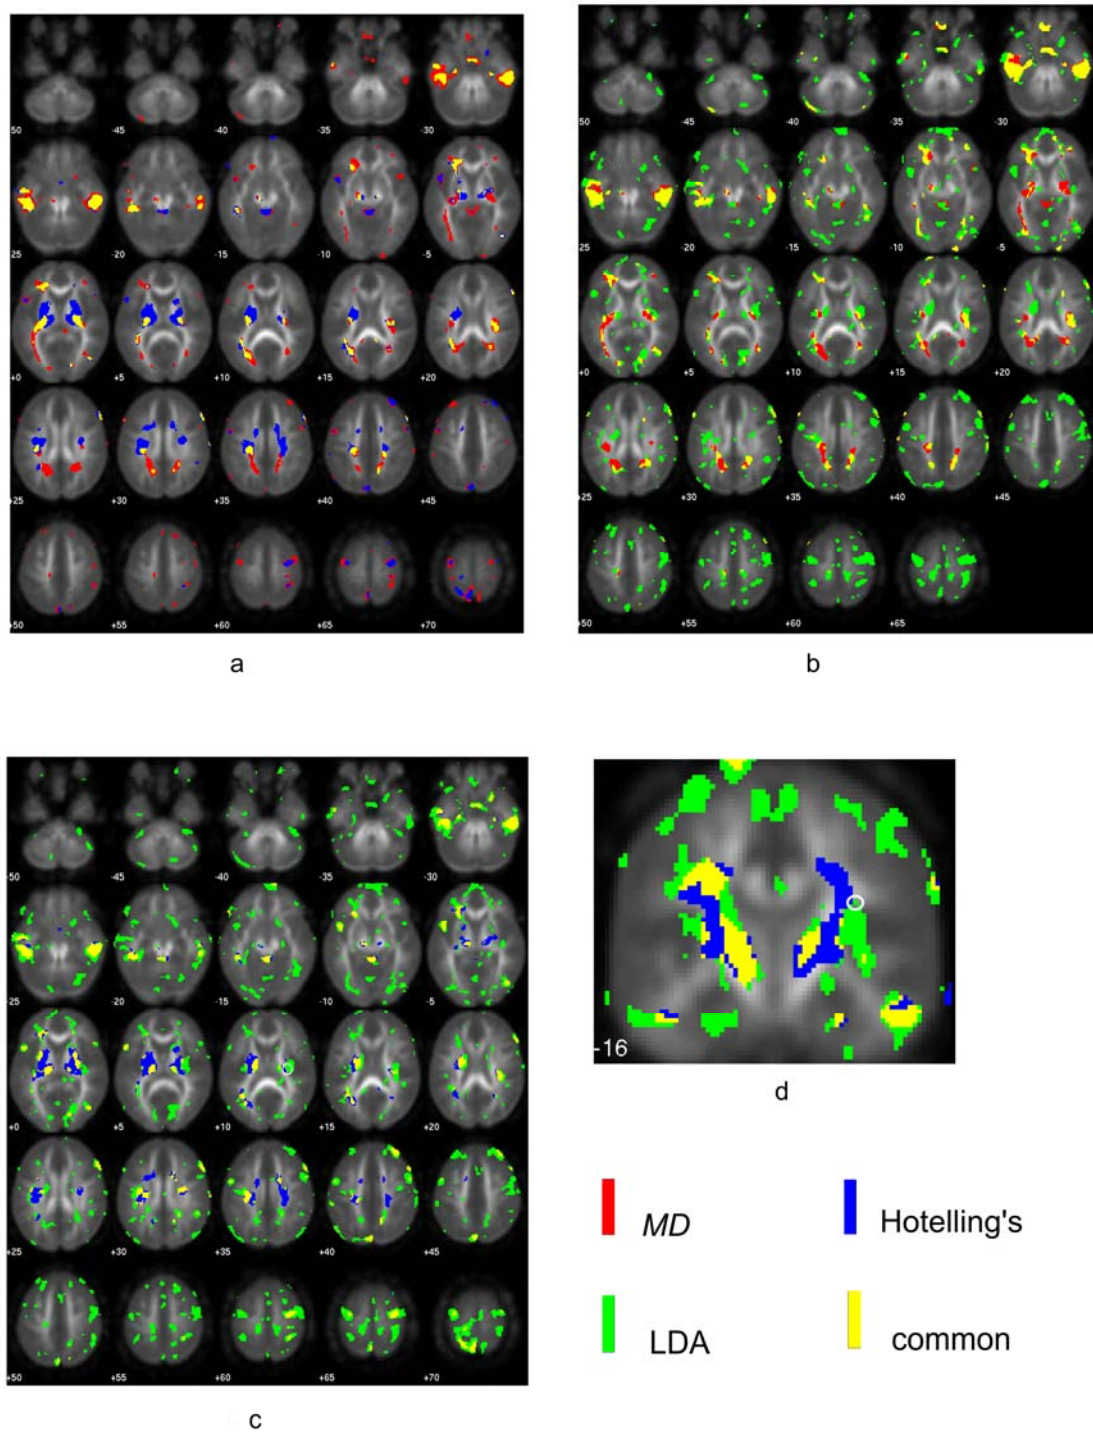 50 -45 -40 -35 -30
25 -20 -15 -10 -5
+0 +5 +10 +15 +20
+25 +30 +35 +40 +45
+50 +55 +60 +65 +70
a
50 -45 -40 -35 -30
25 -20 -15 -10 -5
+0 +5 +10 +15 +20
+25 +30 +35 +40 +45
+50 +55 +60 +65
b
-50 -45 -40 -35 -30
-25 -20 -15 -10 -5
+0 +5 +10 +15 +20
+25 +30 +35 +40 +45
+50 +55 +60 +65 +70
c
-16
d
MD
Hotelling's
LDA
common